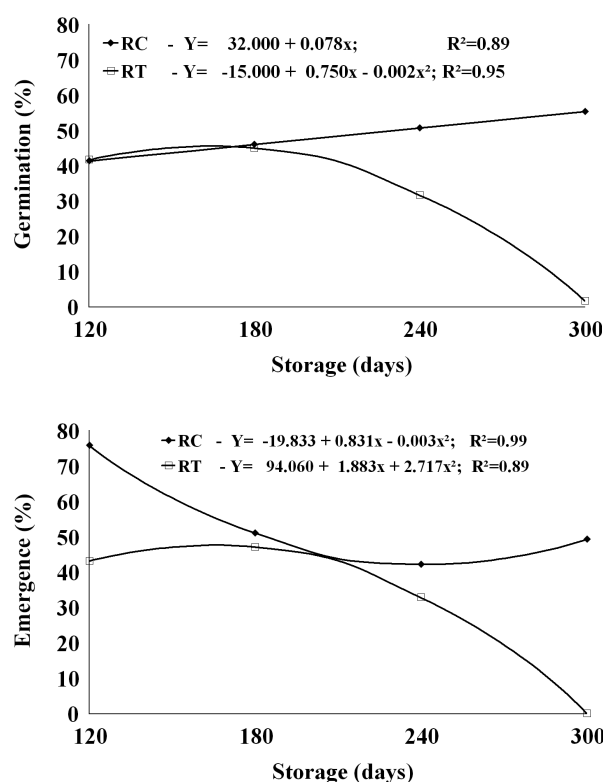 80
70
60
50
40
30
20
10
0
Germination (%)
RC - Y= 32.000 + 0.078x; R²=0.89
RT - Y= -15.000 + 0.750x - 0.002x²; R²=0.95
120 180 240 300
Storage (days)
80
70
60
50
40
30
20
10
0
Emergence (%)
RC - Y= -19.833 + 0.831x - 0.003x²; R²=0.99
RT - Y= 94.060 + 1.883x + 2.717x²; R²=0.89
120 180 240 300
Storage (days)